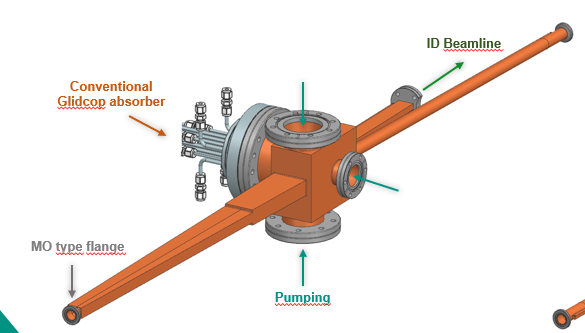 ID Beamline
Conventional
Glidcop absorber
MO type flange
Pumping